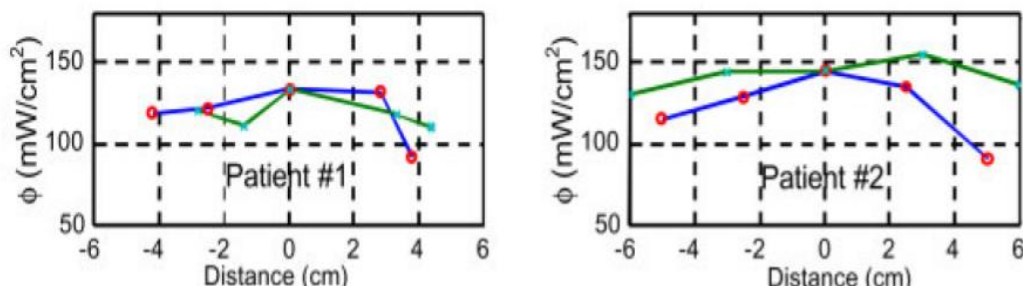 ϕ (mW/cm²)
150
100
50
-6 -4 -2 0 2 4 6
Distance (cm)
Patient #1
ϕ (mW/cm²)
150
100
50
-6 -4 -2 0 2 4 6
Distance (cm)
Patient #2